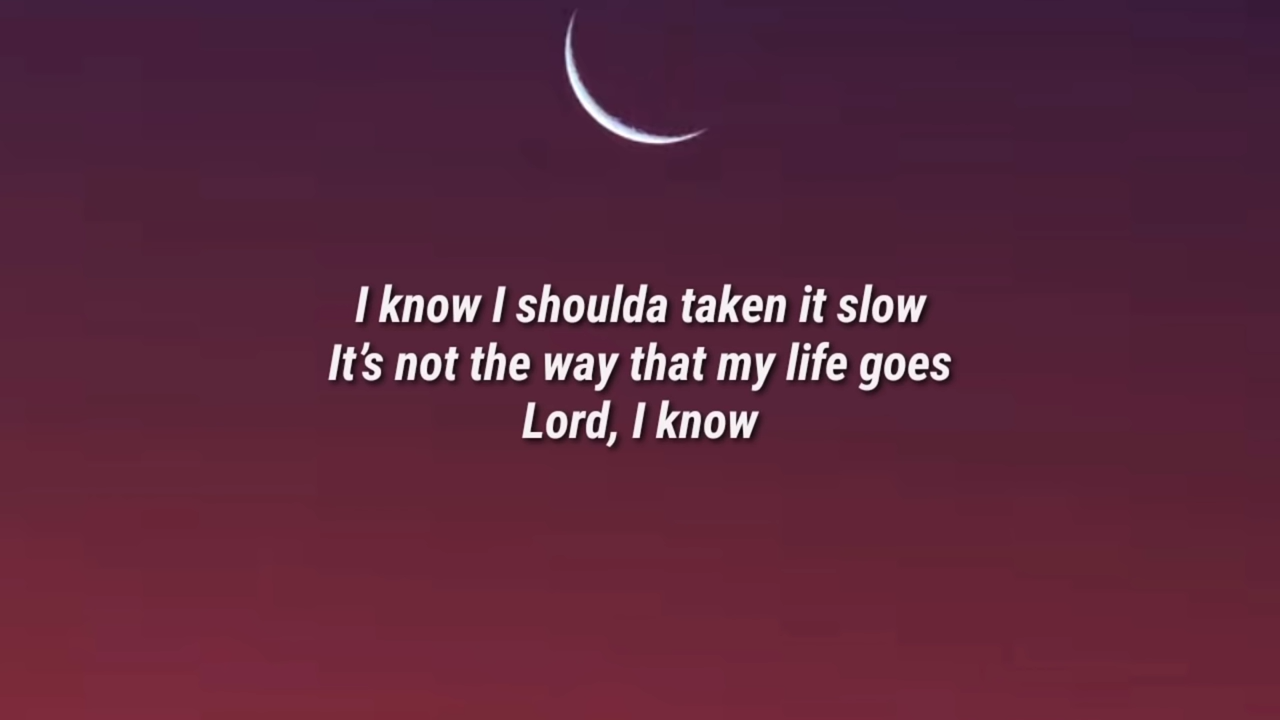 I know I shoulda taken it slow
It’s not the way that my life goes
Lord, I know